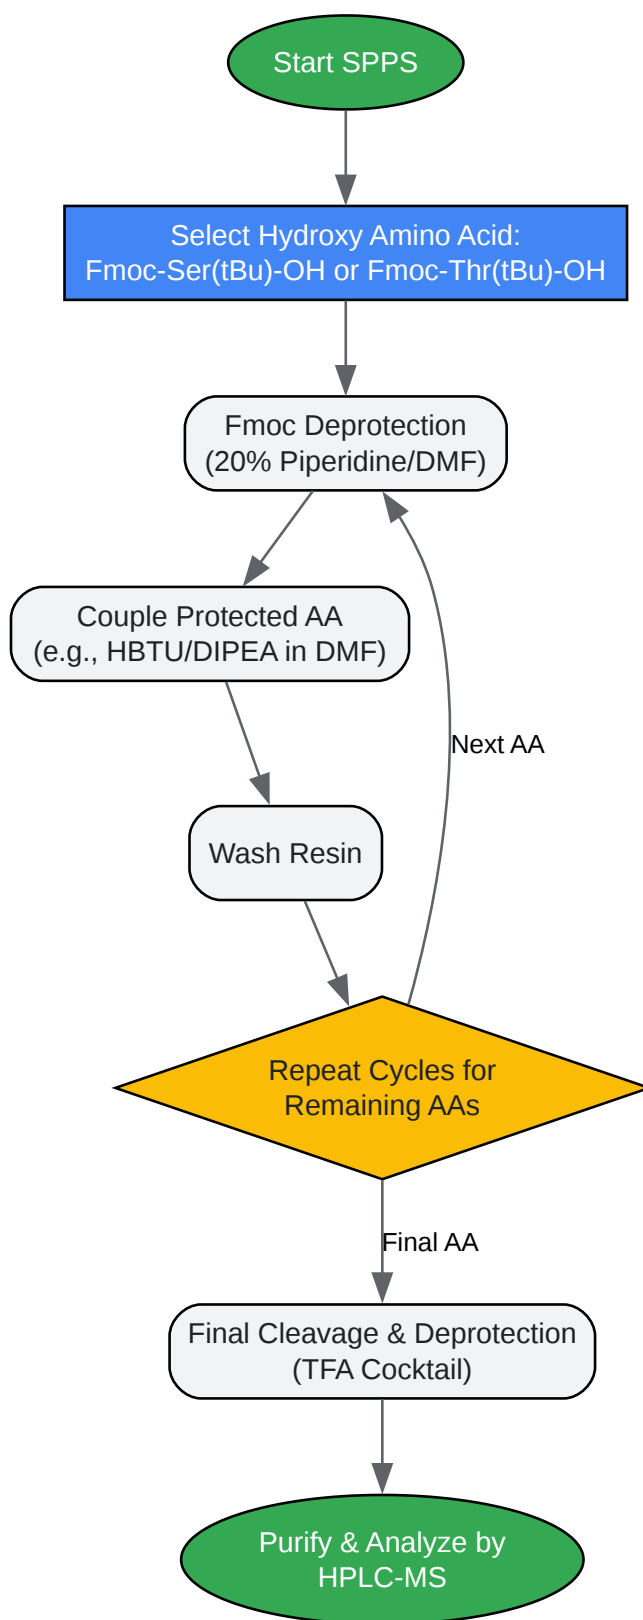 Start SPPS
Select Hydroxy Amino Acid:
Fmoc-Ser(tBu)-OH or Fmoc-Thr(tBu)-OH
Fmoc Deprotection
(20% Piperidine/DMF)
Couple Protected AA
(e.g., HBTU/DIPEA in DMF)
Next AA
Wash Resin
Repeat Cycles for
Remaining AAs
Final AA
Final Cleavage & Deprotection
(TFA Cocktail)
Purify & Analyze by
HPLC-MS